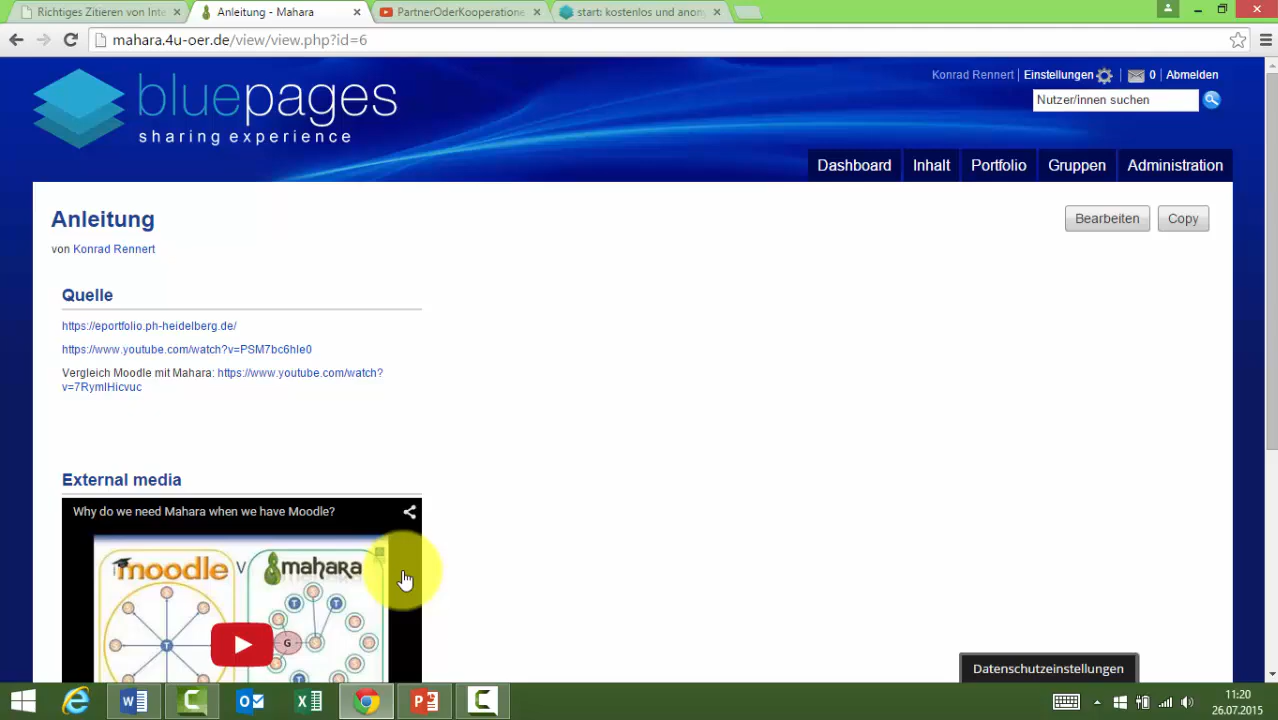 Richtiges Zitieren von Inte
Anleitung - Mahara
PartnerOderKooperatione
start: kostenlos und anony
mahara.4u-oer.de/view/view.php?id=6
bluepages
sharing experience
Konrad Rennert
Einstellungen
0
Abmelden
Nutzer/innen suchen
Dashboard
Inhalt
Portfolio
Gruppen
Administration
Anleitung
Bearbeiten
Copy
von Konrad Rennert
Quelle
https://eportfolio.ph-heidelberg.de/
https://www.youtube.com/watch?v=PSM7bc6hIe0
Vergleich Moodle mit Mahara: https://www.youtube.com/watch?
v=7RymIHicvuc
External media
Why do we need Mahara when we have Moodle?
moodle V mahara
G
T
Datenschutzeinstellungen
11:20
26.07.2015